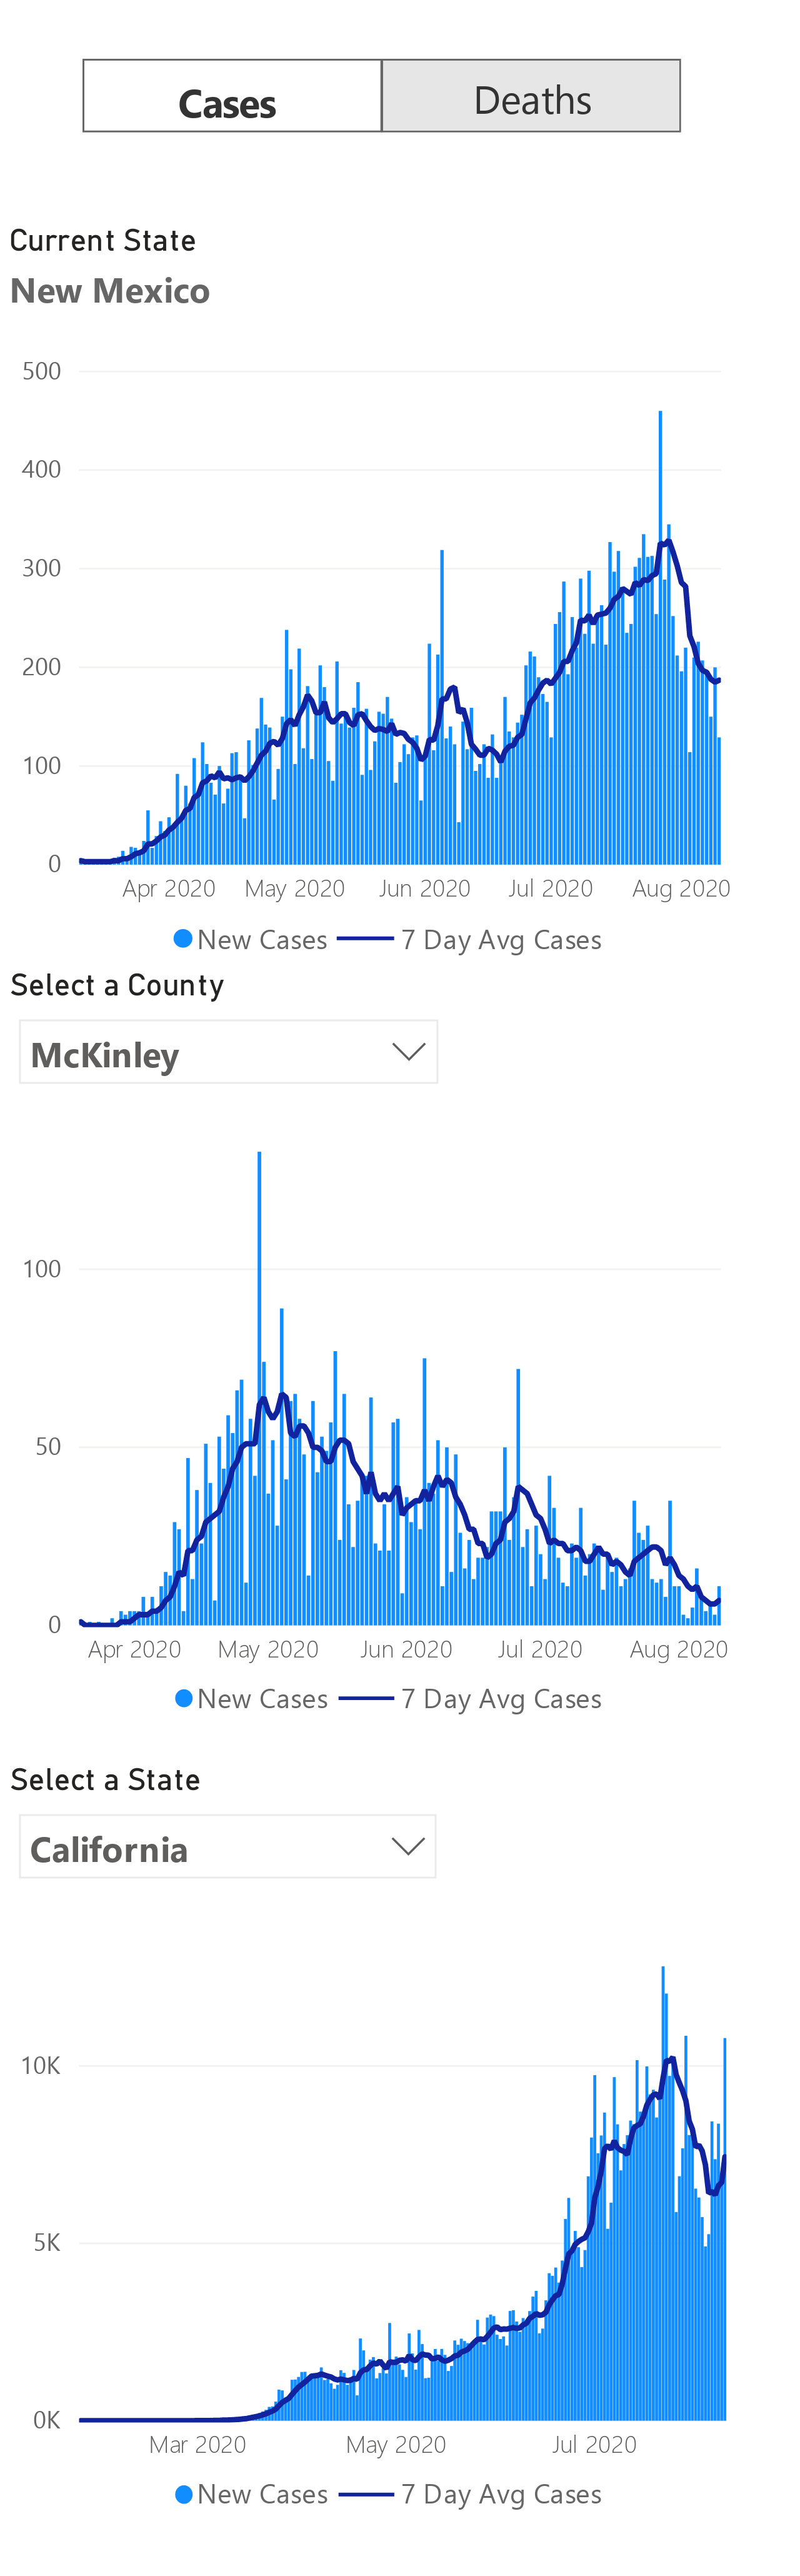 Cases Deaths
Current State
New Mexico
500
400
300
200
100
0
Apr 2020 May 2020 Jun 2020 Jul 2020 Aug 2020
New Cases 7 Day Avg Cases
Select a County
McKinley
100
50
0
Apr 2020 May 2020 Jun 2020 Jul 2020 Aug 2020
New Cases 7 Day Avg Cases
Select a State
California
10K
5K
0K
Mar 2020 May 2020 Jul 2020
New Cases 7 Day Avg Cases